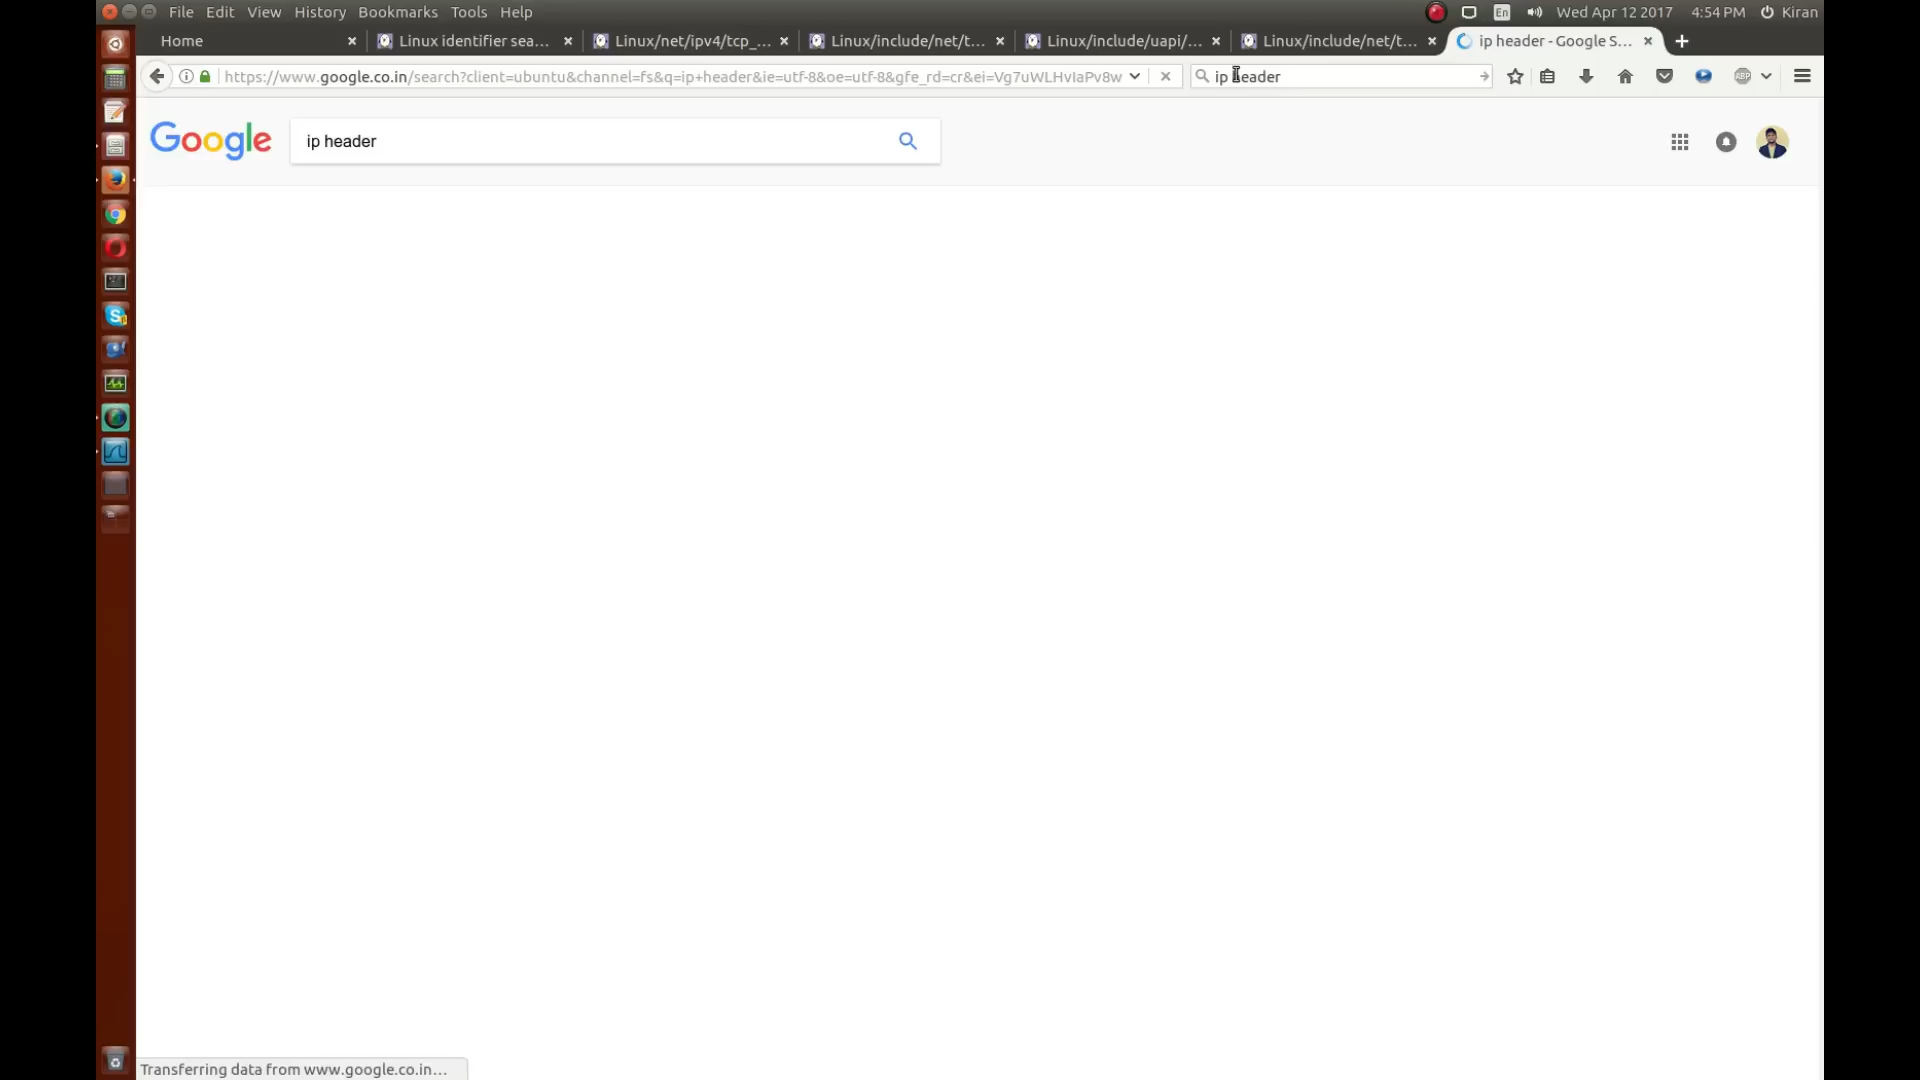 File Edit View History Bookmarks Tools Help
En Wed Apr 12 2017 4:54 PM Kiran
Home Linux identifier sea... Linux/net/ipv4/tcp_... Linux/include/net/t... Linux/include/uapi/... Linux/include/net/t... ip header - Google S...
https://www.google.co.in/search?client=ubuntu&channel=fs&q=ip+header&ie=utf-8&oe=utf-8&gfe_rd=cr&ei=Vg7uWLHvIaPv8w ip header ABP
Google ip header
Transferring data from www.google.co.in...